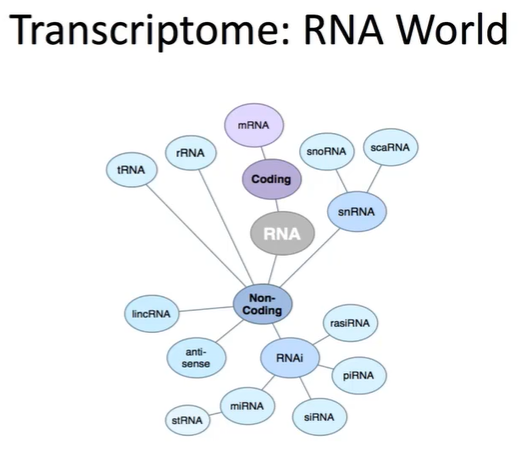 Transcriptome: RNA World
mRNA
rRNA
snoRNA
scaRNA
tRNA
Coding
snRNA
RNA
Non-
Coding
lincRNA
rasiRNA
anti-
sense
RNAi
piRNA
miRNA
stRNA
siRNA